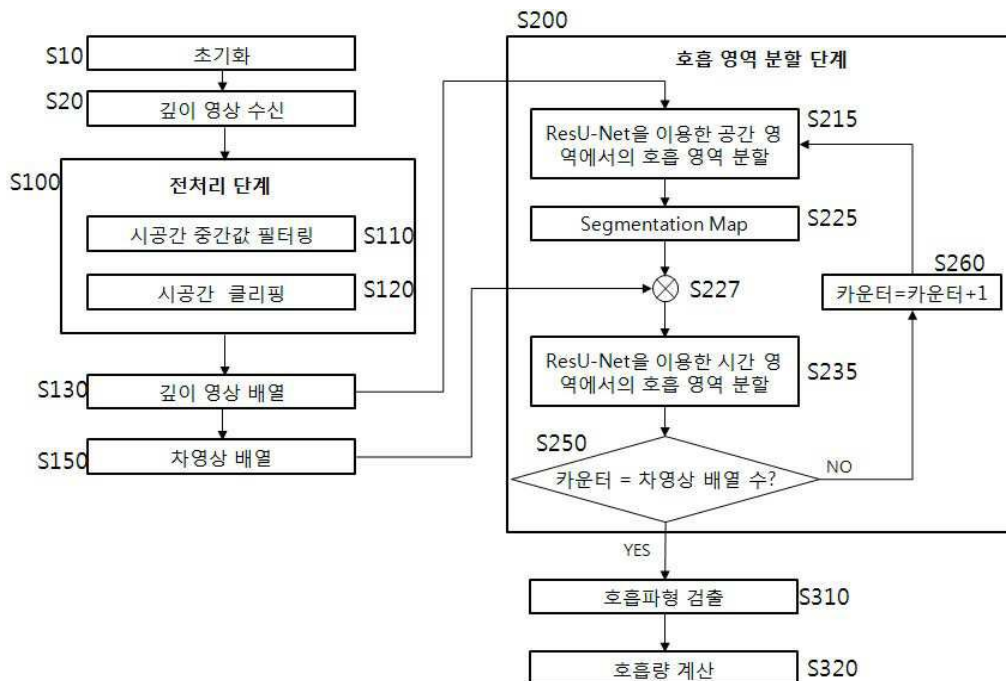 S10
초기화
S20
깊이 영상 수신
S100
전처리 단계
시공간 중간값 필터링
S110
시공간 클리핑
S120
S130
깊이 영상 배열
S150
차영상 배열
S200
호흡 영역 분할 단계
ResU-Net을 이용한 공간 영
역에서의 호흡 영역 분할
S215
Segmentation Map
S225
S227
S260
카운터=카운터+1
ResU-Net을 이용한 시간 영
역에서의 호흡 영역 분할
S235
S250
카운터 = 차영상 배열 수?
NO
YES
호흡파형 검출
S310
호흡량 계산
S320